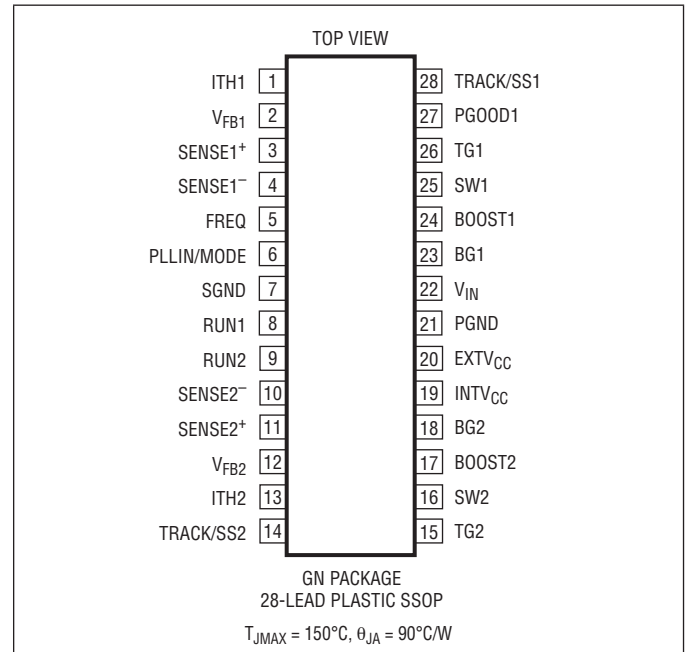 TOP VIEW
ITH1 1 28 TRACK/SS1
VFB1 2 27 PGOOD1
SENSE1+ 3 26 TG1
SENSE1– 4 25 SW1
FREQ 5 24 BOOST1
PLLIN/MODE 6 23 BG1
SGND 7 22 VIN
RUN1 8 21 PGND
RUN2 9 20 EXTVCC
SENSE2– 10 19 INTVCC
SENSE2+ 11 18 BG2
VFB2 12 17 BOOST2
ITH2 13 16 SW2
TRACK/SS2 14 15 TG2
GN PACKAGE
28-LEAD PLASTIC SSOP
TJMAX = 150°C, θJA = 90°C/W